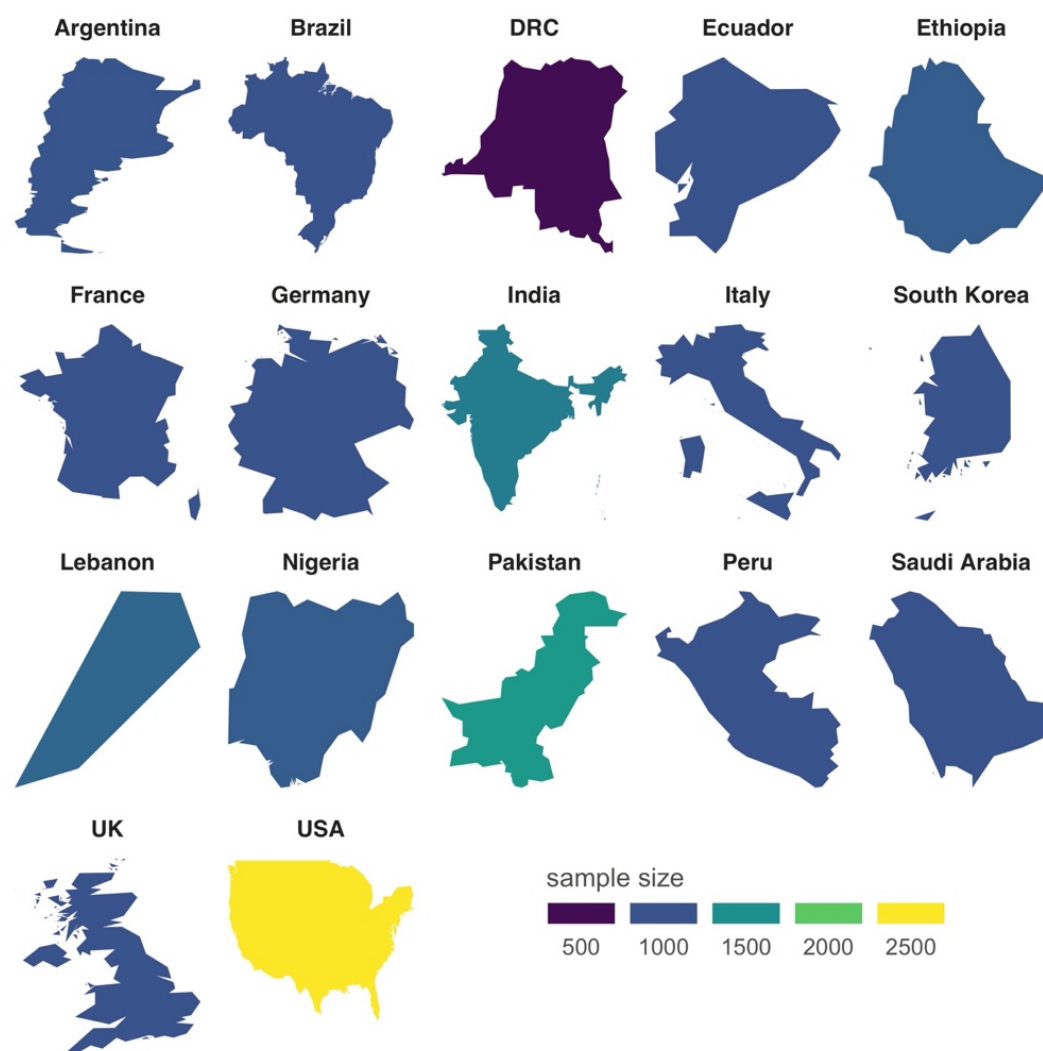 Argentina Brazil DRC Ecuador Ethiopia
France Germany India Italy South Korea
Lebanon Nigeria Pakistan Peru Saudi Arabia
UK USA
sample size
500 1000 1500 2000 2500